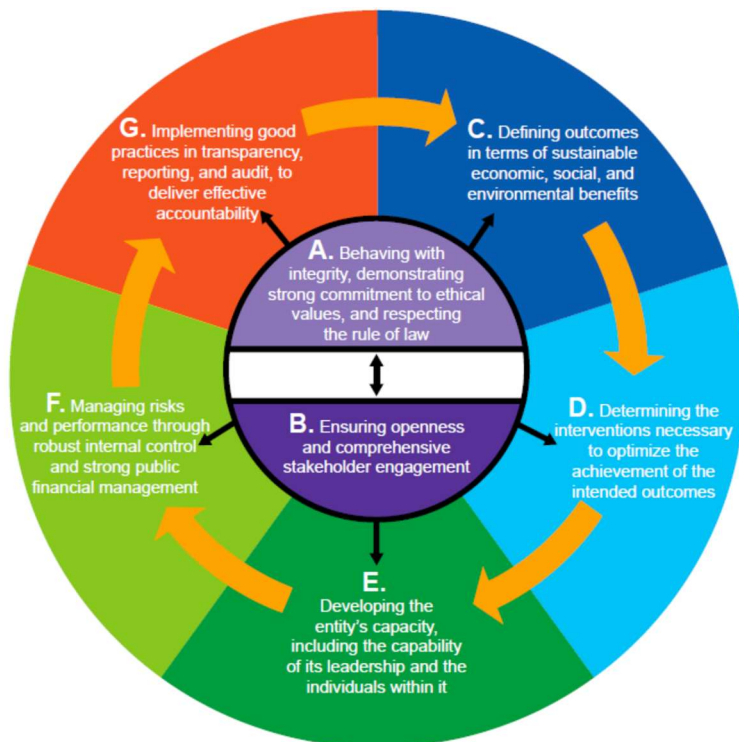 G. Implementing good
practices in transparency,
reporting, and audit, to
deliver effective
accountability
C. Defining outcomes
in terms of sustainable
economic, social, and
environmental benefits
A. Behaving with
integrity, demonstrating
strong commitment to ethical
values, and respecting
the rule of law
F. Managing risks
and performance through
robust internal control
and strong public
financial management
B. Ensuring openness
and comprehensive
stakeholder engagement
D. Determining the
interventions necessary
to optimize the
achievement of the
intended outcomes
E.
Developing the
entity's capacity,
including the capability
of its leadership and the
individuals within it